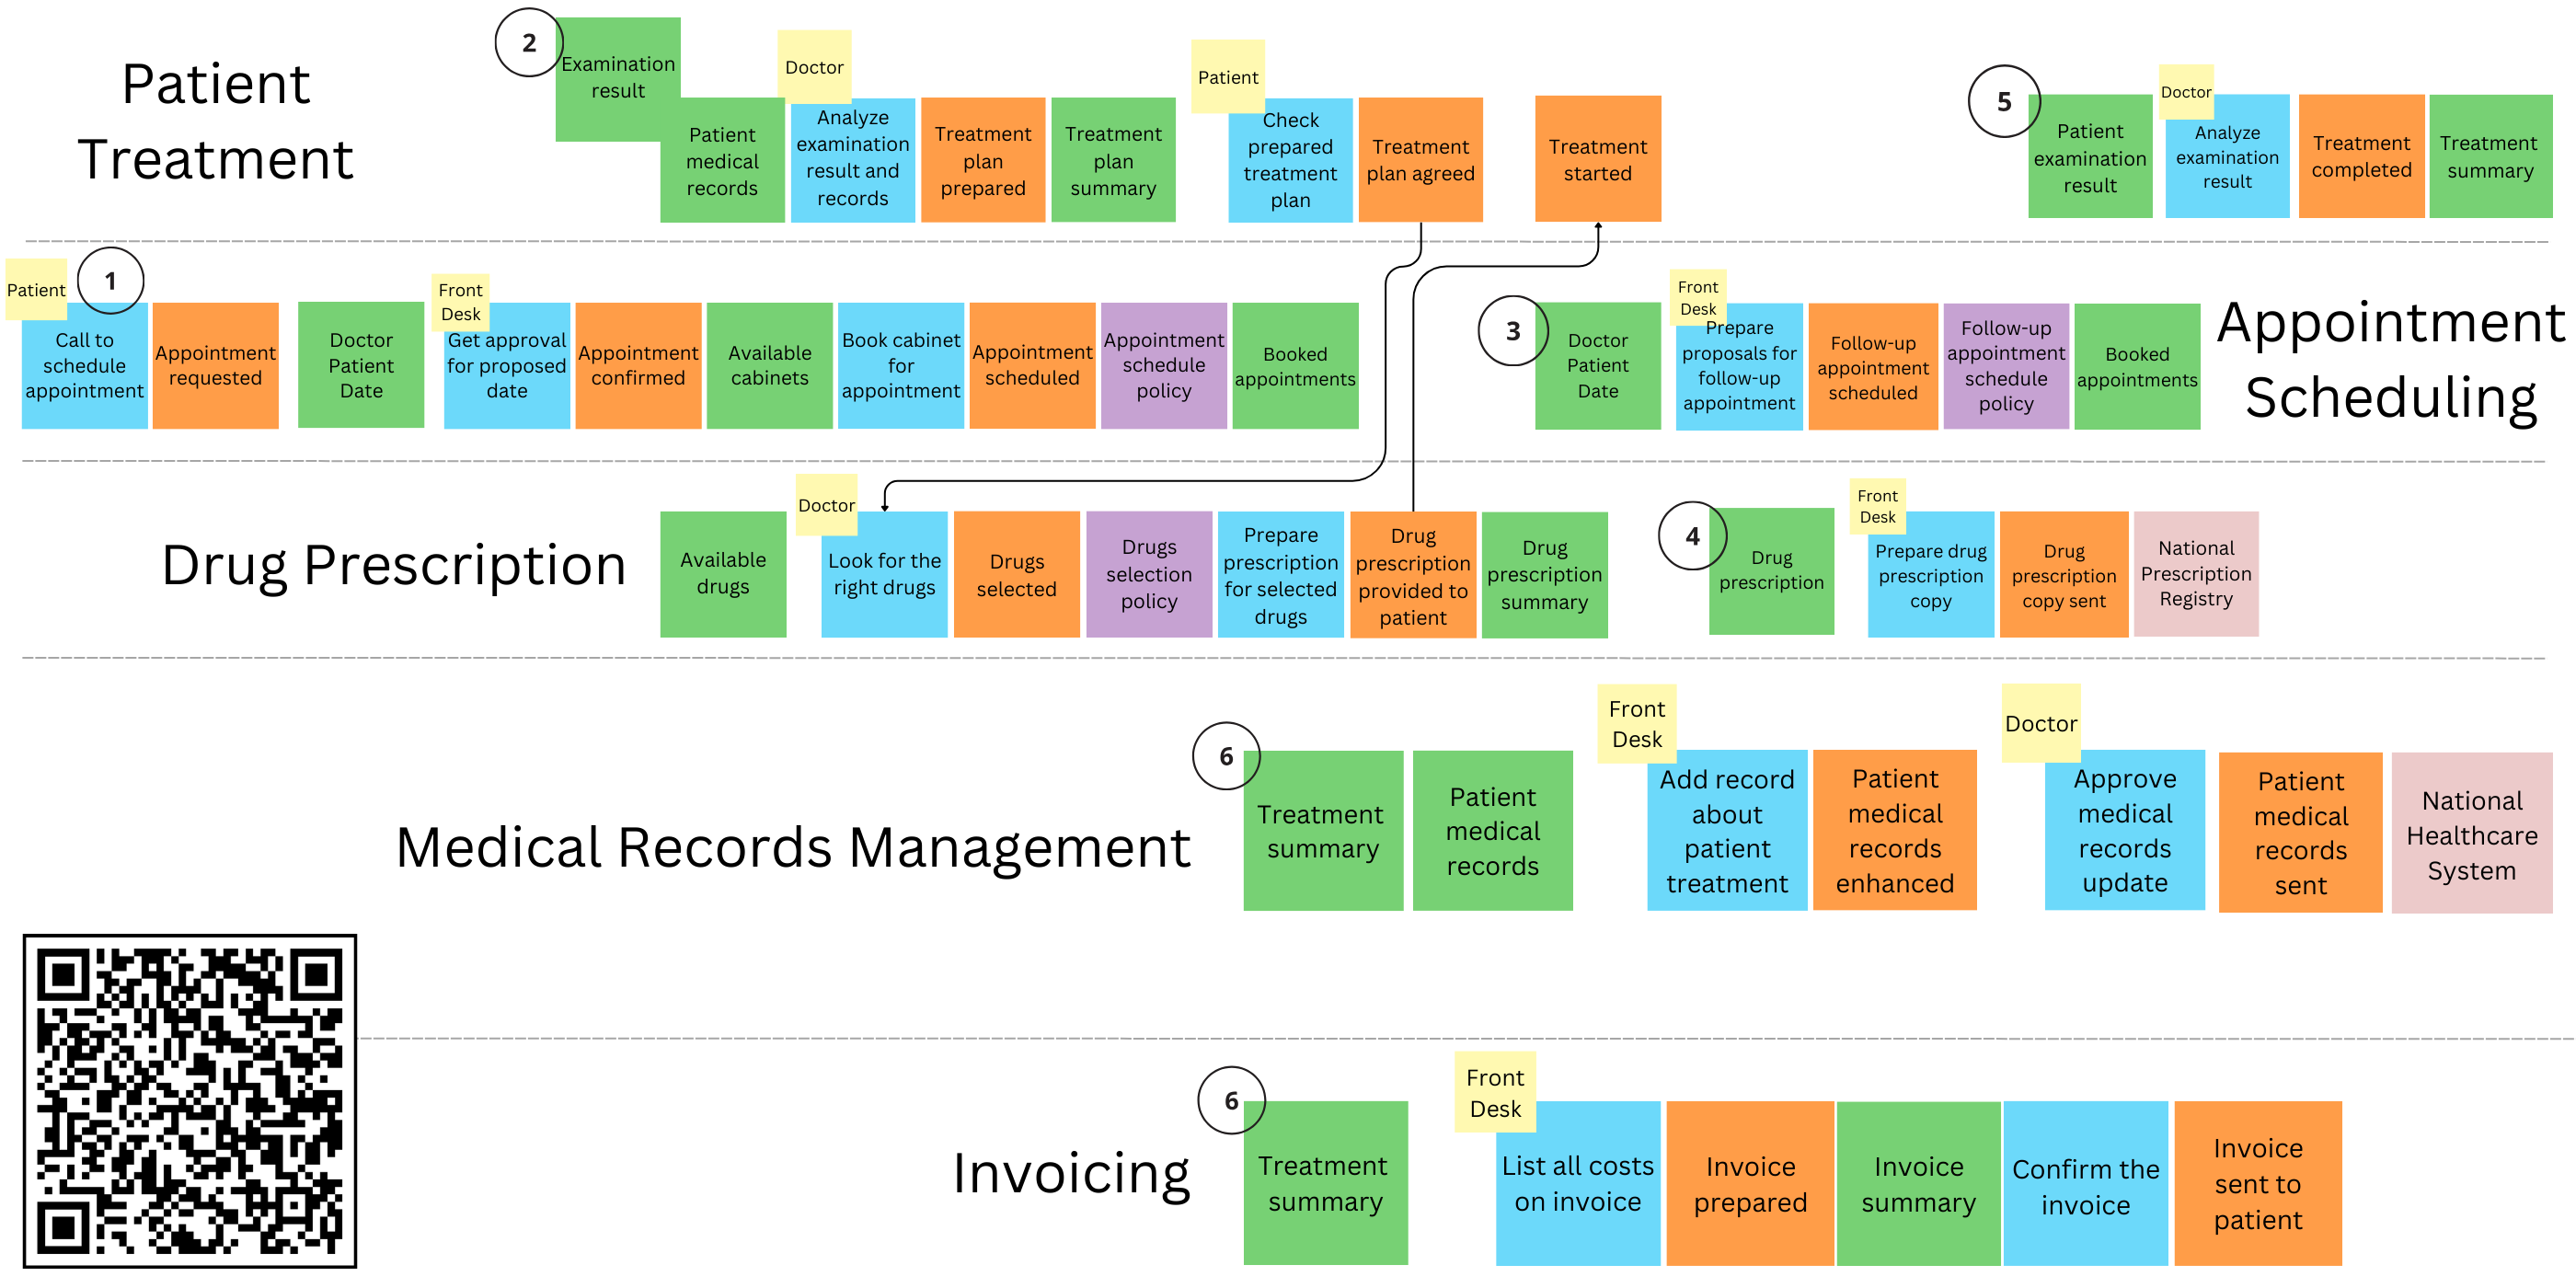 Patient
Treatment
2
Examination
result
Patient
medical
records
Doctor
Analyze
examination
result and
records
Treatment
plan
prepared
Treatment
plan
summary
Patient
Check
prepared
treatment
plan
Treatment
plan agreed
Treatment
started
5
Patient
examination
result
Doctor
Analyze
examination
result
Treatment
completed
Treatment
summary
Patient
1
Call to
schedule
appointment
Appointment
requested
Doctor
Patient
Date
Front
Desk
Get approval
for proposed
date
Appointment
confirmed
Available
cabinets
Book cabinet
for
appointment
Appointment
scheduled
Appointment
schedule
policy
Booked
appointments
3
Doctor
Patient
Date
Front
Desk
Prepare
proposals for
follow-up
appointment
Follow-up
appointment
scheduled
Follow-up
appointment
schedule
policy
Booked
appointments
Appointment
Scheduling
Drug Prescription
Available
drugs
Doctor
Look for the
right drugs
Drugs
selected
Drugs
selection
policy
Prepare
prescription
for selected
drugs
Drug
prescription
provided to
patient
Drug
prescription
summary
4
Drug
prescription
Front
Desk
Prepare drug
prescription
copy
Drug
prescription
copy sent
National
Prescription
Registry
Medical Records Management
6
Treatment
summary
Patient
medical
records
Front
Desk
Add record
about
patient
treatment
Patient
medical
records
enhanced
Doctor
Approve
medical
records
update
Patient
medical
records
sent
National
Healthcare
System
Invoicing
6
Treatment
summary
Front
Desk
List all costs
on invoice
Invoice
prepared
Invoice
summary
Confirm the
invoice
Invoice
sent to
patient